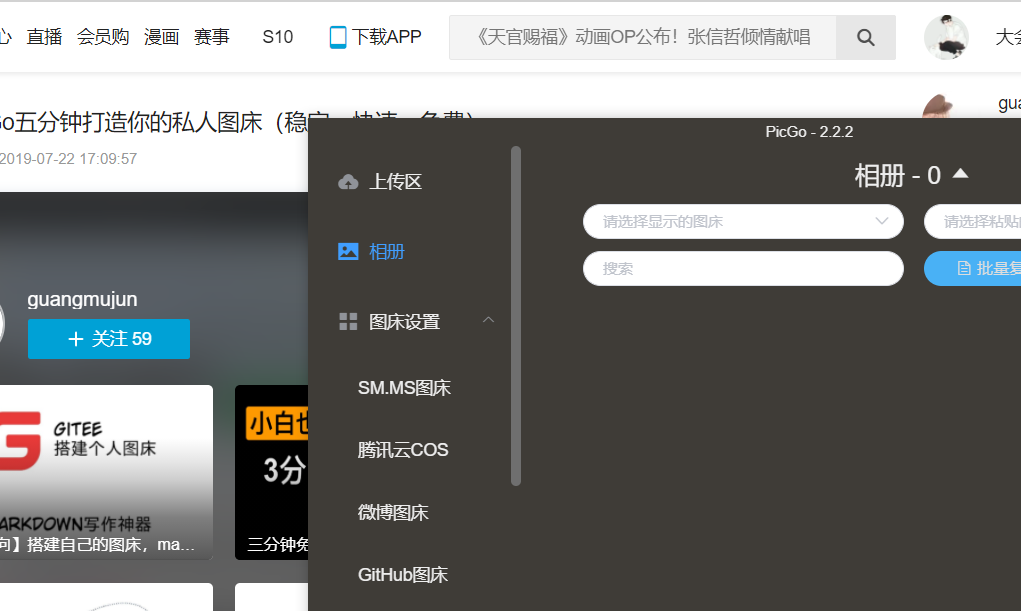 心 直播 会员购 漫画 赛事 S10 下载APP 《天官赐福》动画OP公布！张信哲倾情献唱 大会
Go五分钟打造你的私人图床（稳定、快速、免费）
2019-07-22 17:09:57
gua
PicGo - 2.2.2
相册 - 0
请选择显示的图床 请选择粘贴
搜索 批量复
上传区
相册
图床设置
SM.MS图床
腾讯云COS
微博图床
GitHub图床
guangmujun
+ 关注 59
GITEE
搭建个人图床
ARKDOWN写作神器
向】搭建自己的图床，ma...
小白也
3分
三分钟免